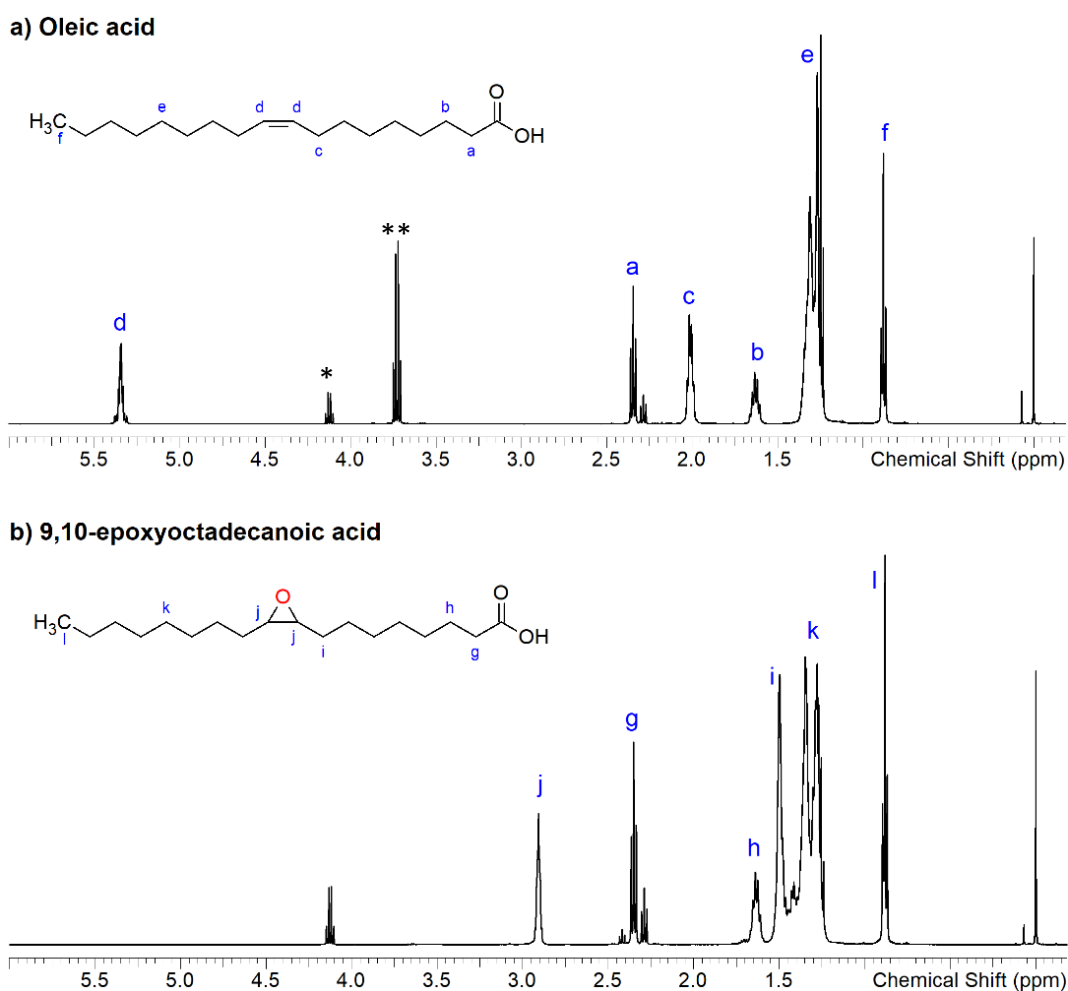 a) Oleic acid
e
O
e
d
d
b
H3C
OH
f
f
c
a
**
a
c
d
b
*
5.5 5.0 4.5 4.0 3.5 3.0 2.5 2.0 1.5 Chemical Shift (ppm)
b) 9,10-epoxyoctadecanoic acid
l
O
O
k
j
h
k
H3C
OH
l
j
i
g
i
g
j
h
5.5 5.0 4.5 4.0 3.5 3.0 2.5 2.0 1.5 Chemical Shift (ppm)